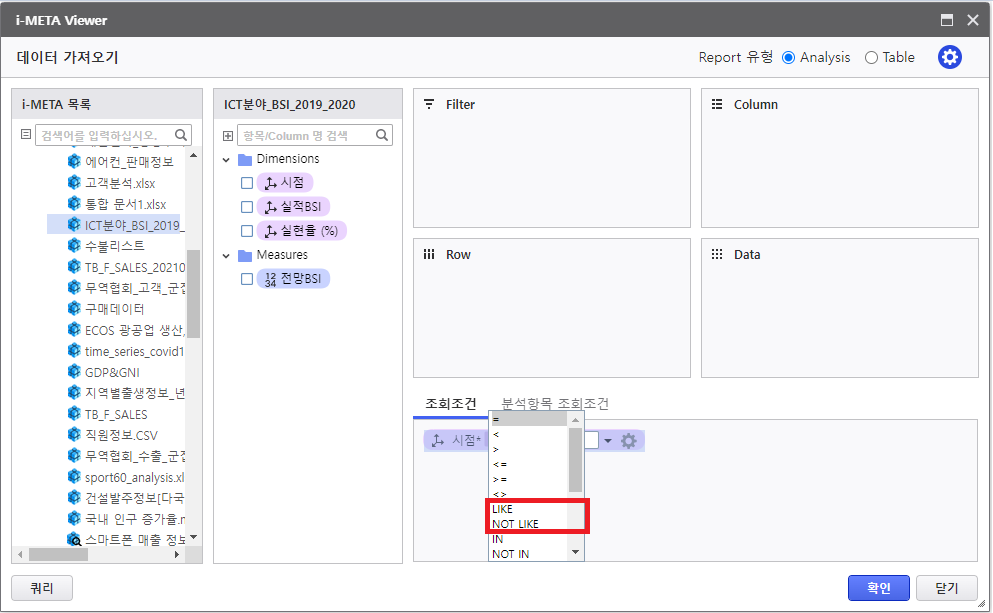 i-META Viewer
데이터 가져오기
Report 유형 Analysis Table
i-META 목록
검색어를 입력하십시오.
에어컨_판매정보
고객분석.xlsx
통합 문서1.xlsx
ICT분야_BSI_2019_
수불리스트
TB_F_SALES_20210
무역협회_고객_군집
구매데이터
ECOS 광공업 생산,
time_series_covid1
GDP&GNI
지역별출생정보_년
TB_F_SALES
직원정보.CSV
무역협회_수출_군집
sport60_analysis.xl
건설발주정보[다국
국내 인구 증가율.m
스마트폰 매출 정보
ICT분야_BSI_2019_2020
항목/Column 명 검색
Dimensions
시점
실적BSI
실현율 (%)
Measures
12
34 전망BSI
Filter
Column
Row
Data
조회조건 분석항목 조회조건
시점*
=
<
>
<=
>=
<>
LIKE
NOT LIKE
IN
NOT IN
쿼리
확인 닫기